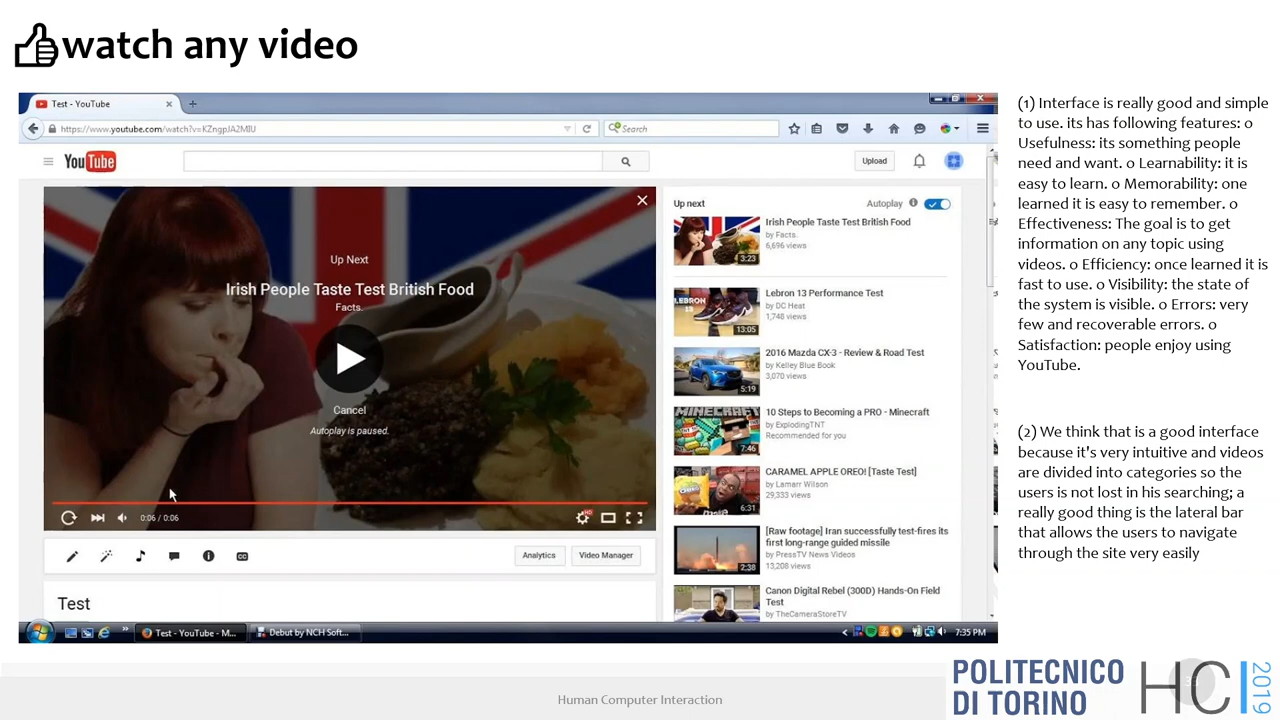 watch any video
Test - YouTube
https://www.youtube.com/watch?v=KZngpJA2MIU
Search
YouTube
Upload
Up Next
Irish People Taste Test British Food
Facts.
Cancel
Autoplay is paused.
0:06 / 0:06
HD
Analytics
Video Manager
Test
Up next
Autoplay
Irish People Taste Test British Food
by Facts.
6,696 views
3:23
Lebron 13 Performance Test
by DC Heat
1,748 views
LEBRON
13
13:05
2016 Mazda CX-3 - Review & Road Test
by Kelley Blue Book
3,070 views
5:19
10 Steps to Becoming a PRO - Minecraft
by ExplodingTNT
Recommended for you
MINECRAFT
7:46
CARAMEL APPLE OREO! [Taste Test]
by Lamarr Wilson
29,333 views
6:31
[Raw footage] Iran successfully test-fires its
first long-range guided missile
by PressTV News Videos
13,208 views
2:38
Canon Digital Rebel (300D) Hands-On Field
Test
by TheCameraStoreTV
Test - YouTube - M...
Debut by NCH Soft...
7:35 PM
(1) Interface is really good and simple
to use. its has following features: o
Usefulness: its something people
need and want. o Learnability: it is
easy to learn. o Memorability: one
learned it is easy to remember. o
Effectiveness: The goal is to get
information on any topic using
videos. o Efficiency: once learned it is
fast to use. o Visibility: the state of
the system is visible. o Errors: very
few and recoverable errors. o
Satisfaction: people enjoy using
YouTube.
(2) We think that is a good interface
because it's very intuitive and videos
are divided into categories so the
users is not lost in his searching; a
really good thing is the lateral bar
that allows the users to navigate
through the site very easily
Human Computer Interaction
POLITECNICO
DI TORINO
HCI
2019